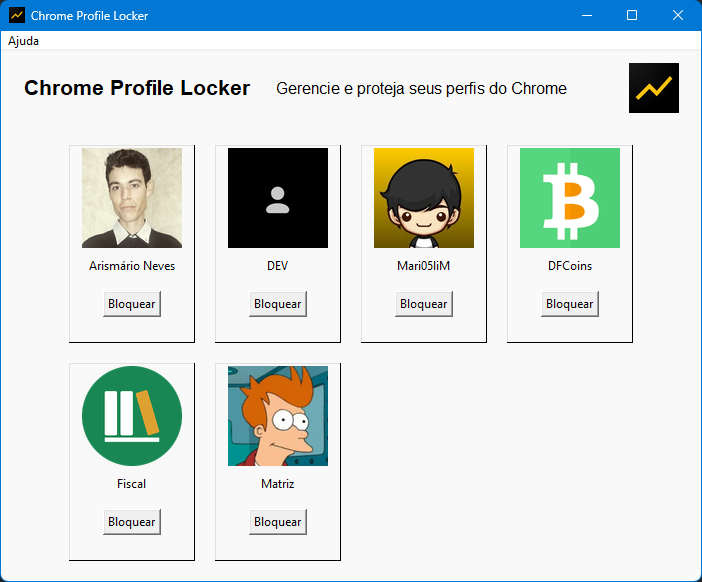 Chrome Profile Locker
Ajuda
Chrome Profile Locker Gerencie e proteja seus perfis do Chrome
Arismário Neves DEV Mari05liM DFCoins
Bloquear Bloquear Bloquear Bloquear
Fiscal Matriz
Bloquear Bloquear